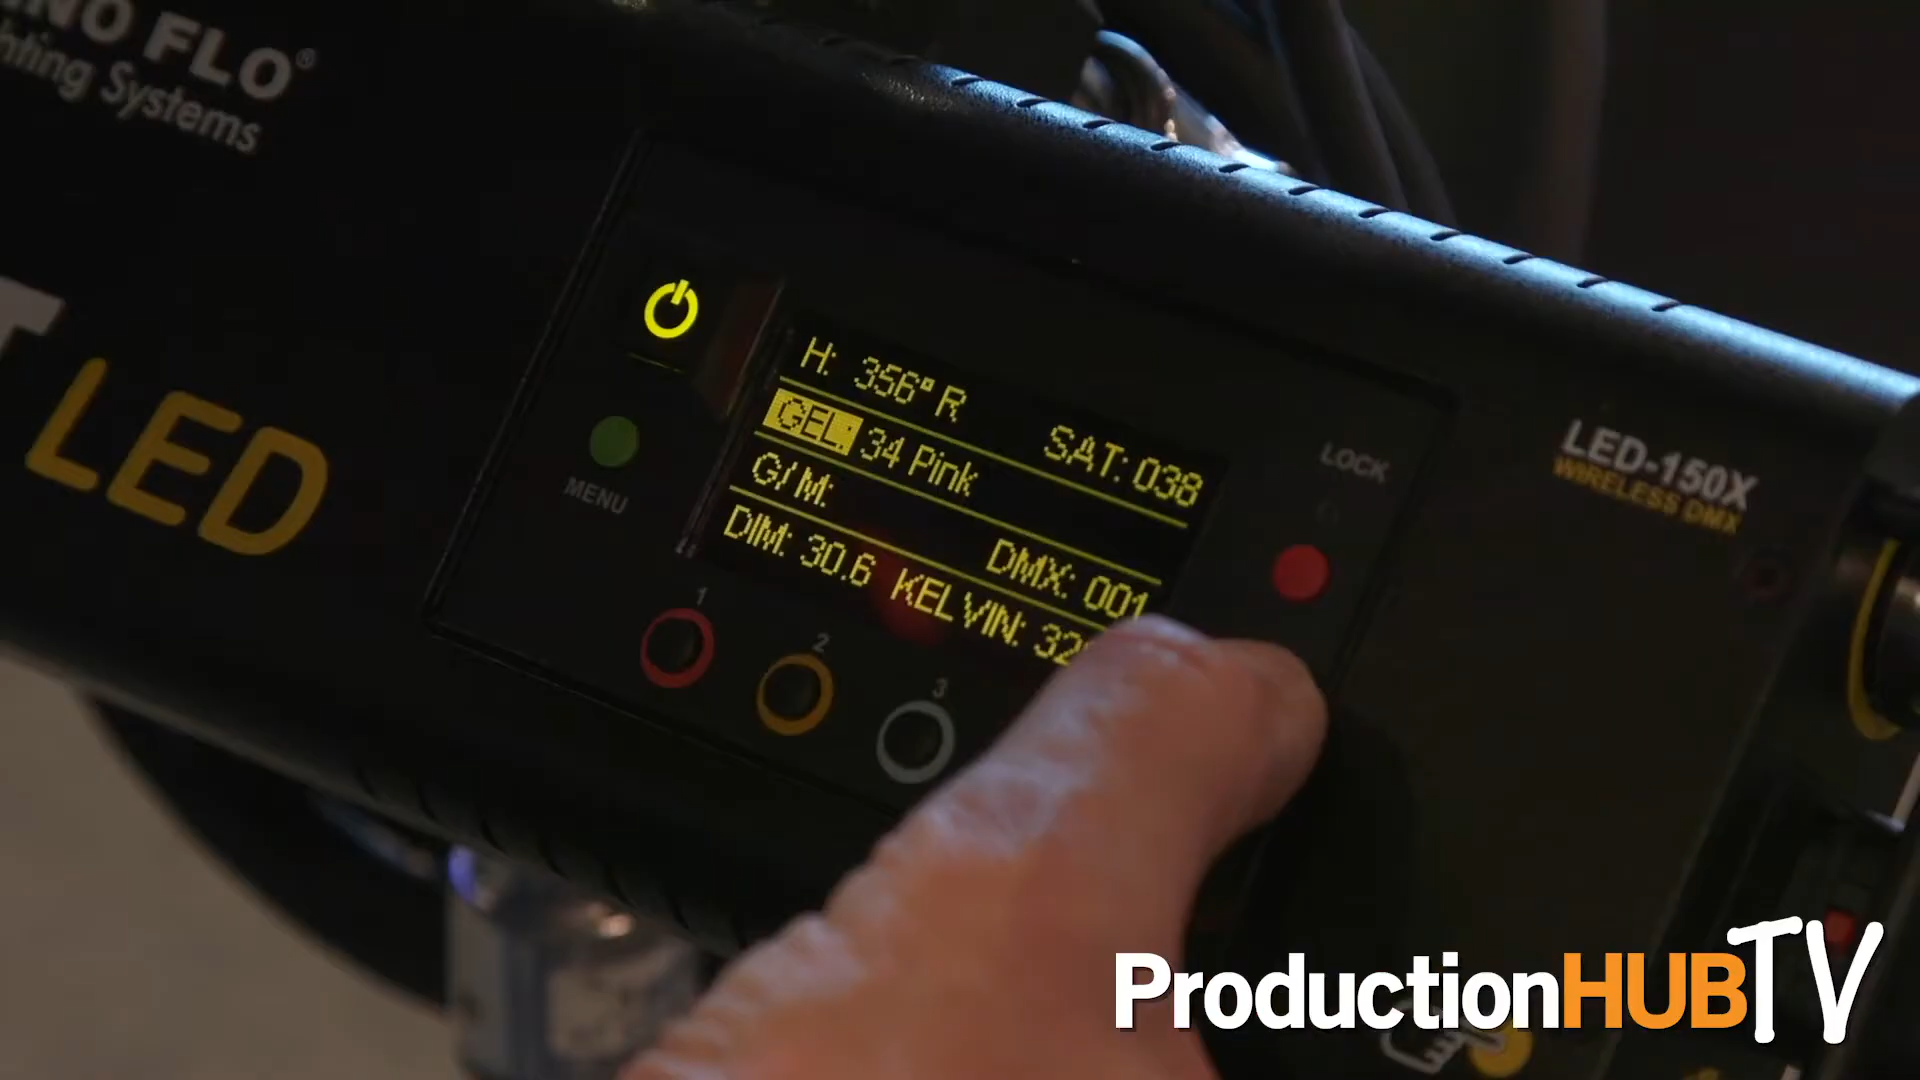 FLO®
Lighting Systems
LED
H: 356° R SAT: 038
GEL: 34 Pink
G/M: DMX: 001
DIM: 30.6 KELVIN:
MENU
LOCK
1
2
3
LED-150X
WIRELESS DMX
ProductionHUBTV